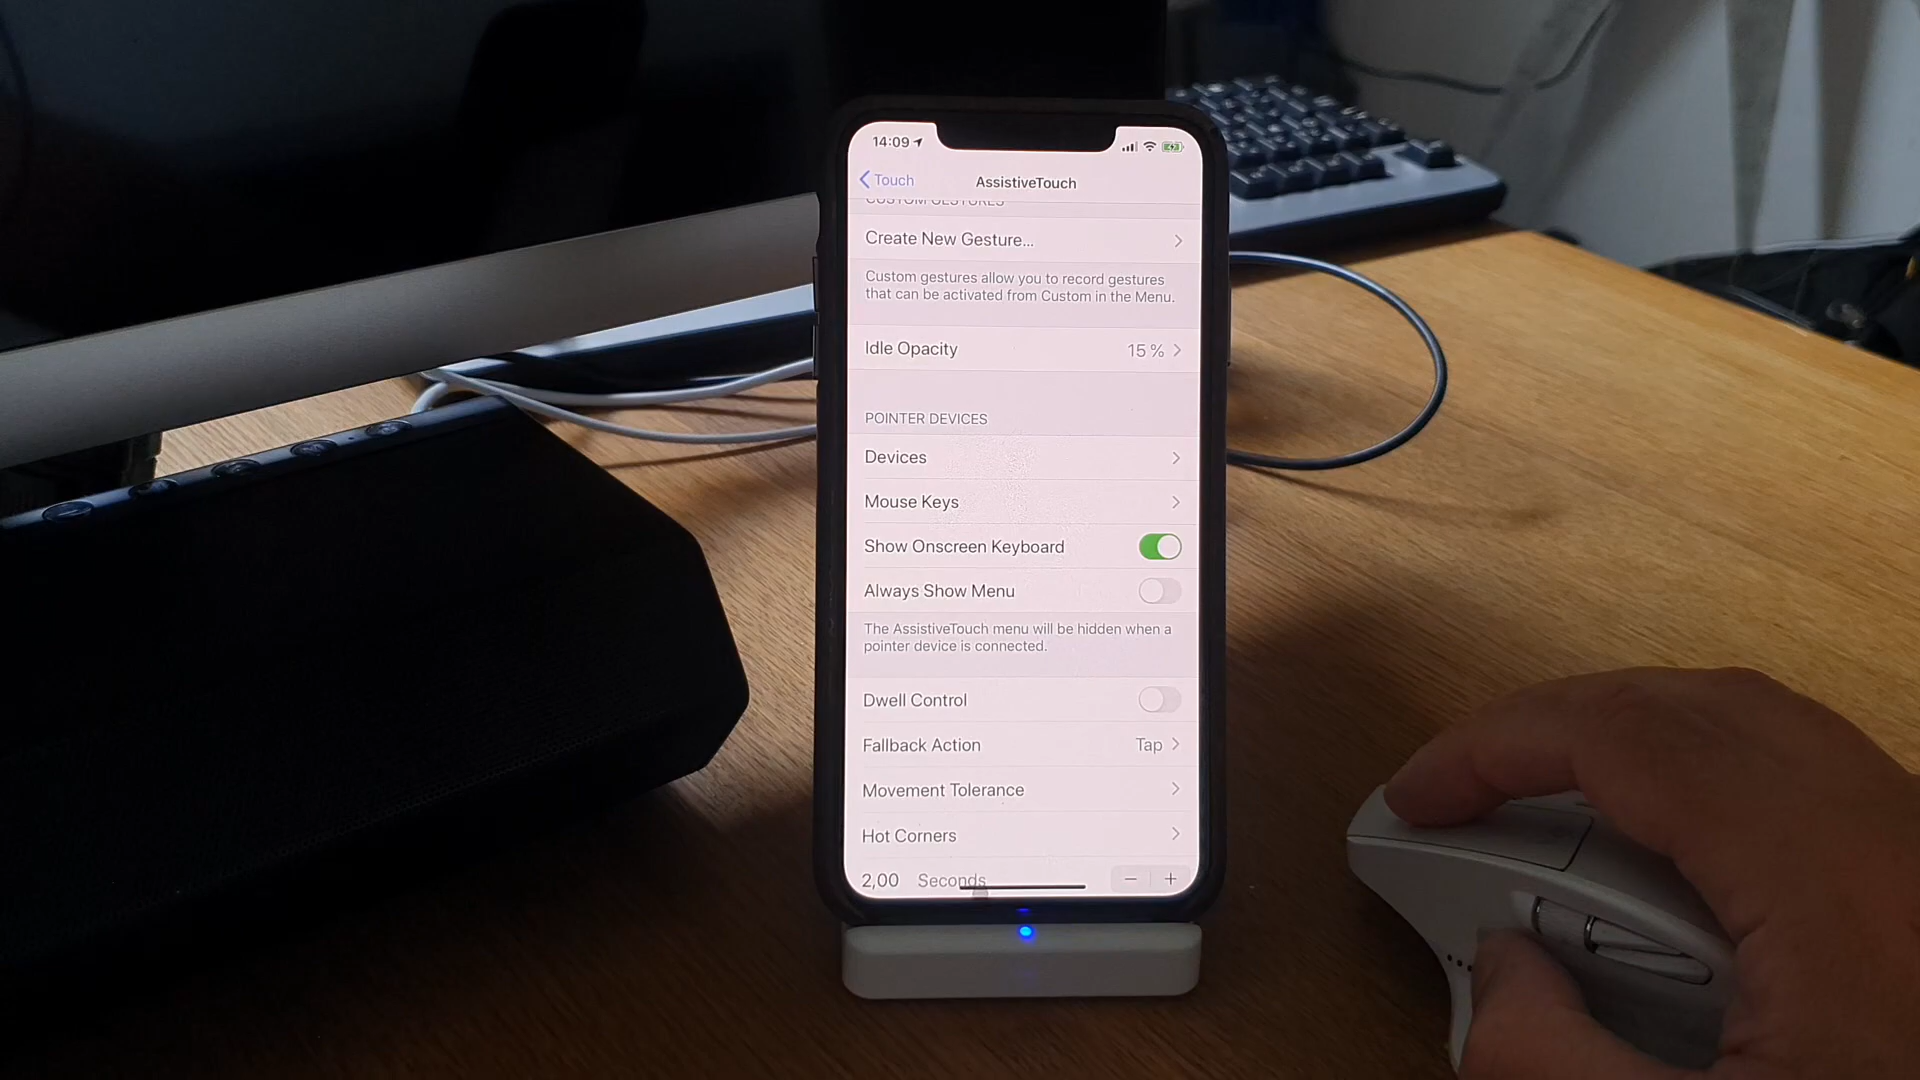 14:09
Touch
AssistiveTouch
CUSTOM GESTURES
Create New Gesture...
Custom gestures allow you to record gestures
that can be activated from Custom in the Menu.
Idle Opacity 15 %
POINTER DEVICES
Devices
Mouse Keys
Show Onscreen Keyboard
Always Show Menu
The AssistiveTouch menu will be hidden when a
pointer device is connected.
Dwell Control
Fallback Action Tap
Movement Tolerance
Hot Corners
2,00 Seconds − +